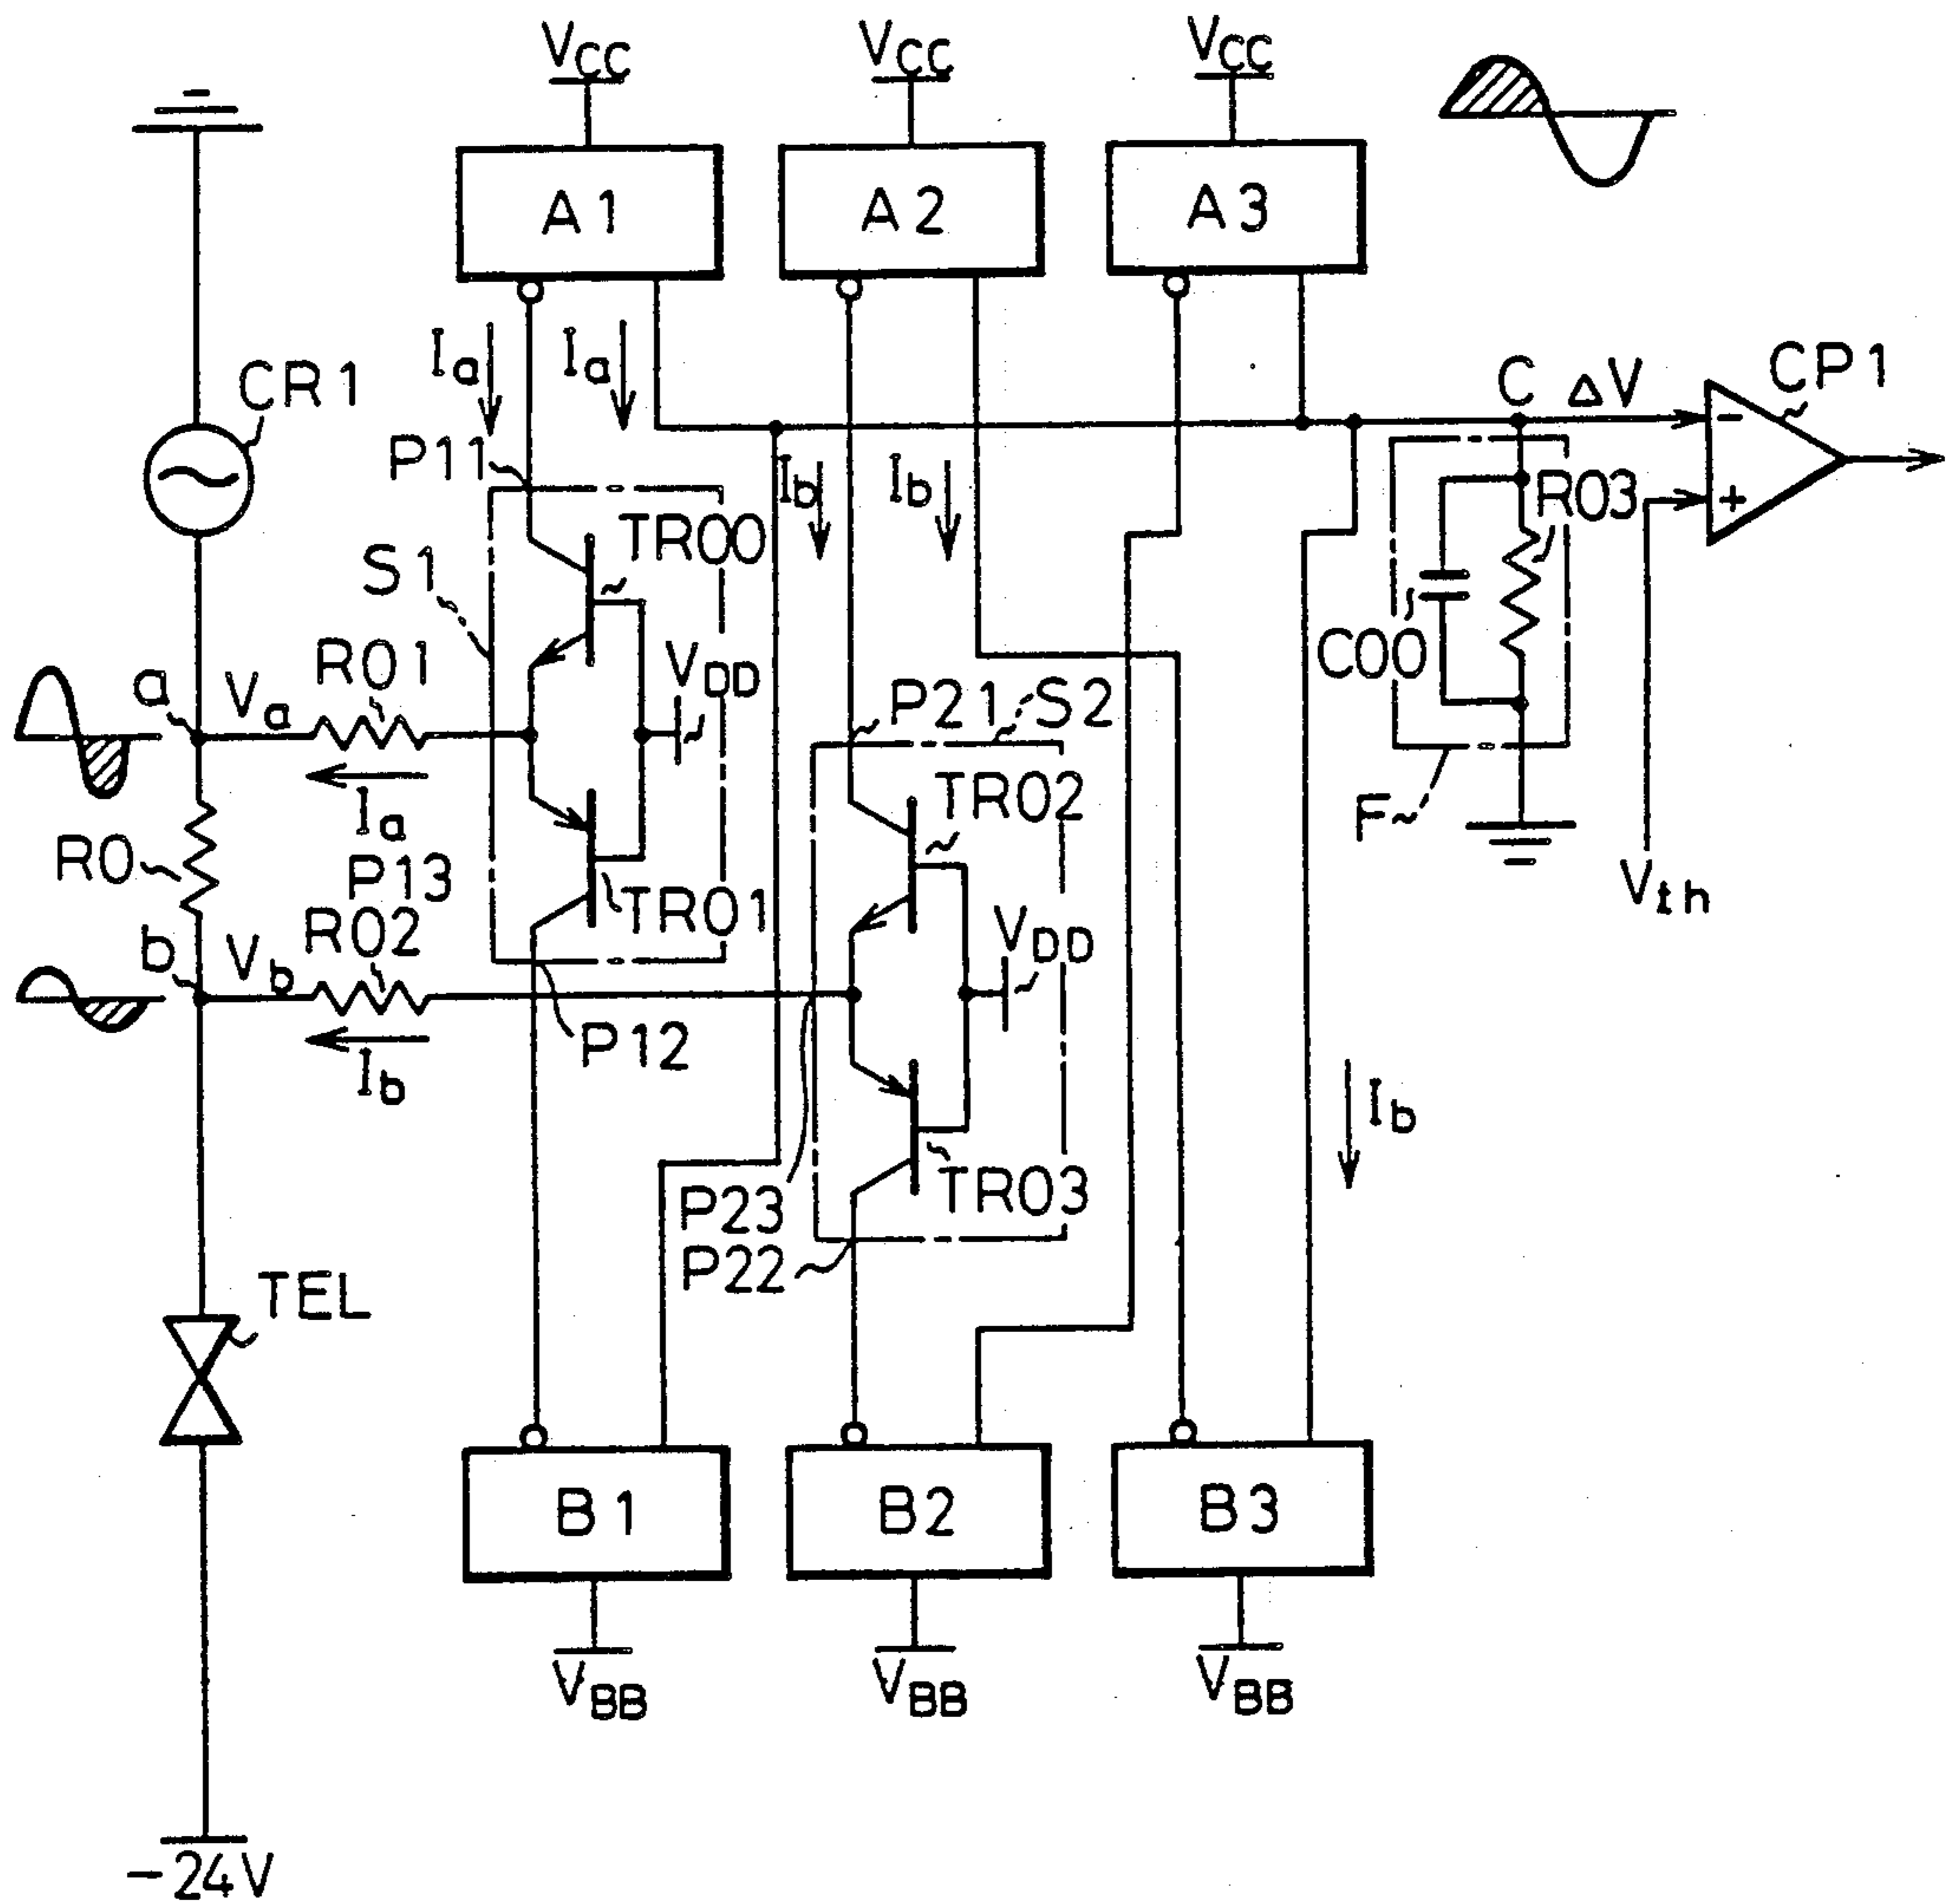 VCC VCC VCC
A1 A2 A3
CR1
Ia Ia
P11
C ΔV CP1
−
+
Ib Ib
R03
TR00
S1
C00
R01
VDD
a Va
P21 S2
Ia
TR02
F
R0
P13
TR01
Vth
R02
b Vb
VDD
P12
Ib
Ib
P23
TR03
P22
TEL
B1 B2 B3
VBB VBB VBB
-24V